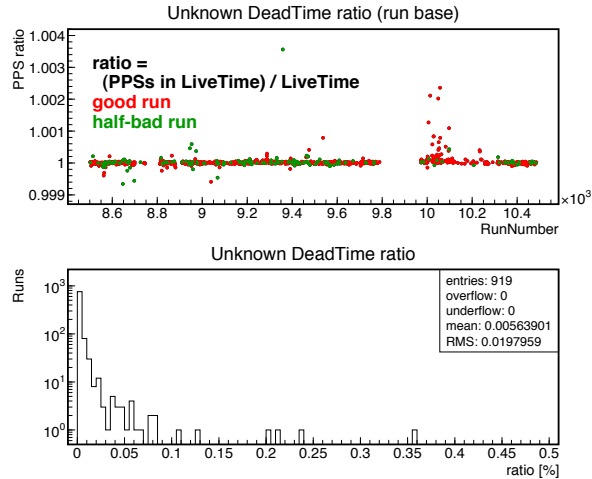 Unknown DeadTime ratio (run base)
PPS ratio
1.004
1.003
1.002
1.001
1
0.999
ratio =
(PPSs in LiveTime) / LiveTime
good run
half-bad run
8.6 8.8 9 9.2 9.4 9.6 9.8 10 10.2 10.4
×10³
RunNumber
Unknown DeadTime ratio
Runs
10³
10²
10¹
10⁰
entries: 919
overflow: 0
underflow: 0
mean: 0.00563901
RMS: 0.0197959
0 0.05 0.1 0.15 0.2 0.25 0.3 0.35 0.4 0.45 0.5
ratio [%]